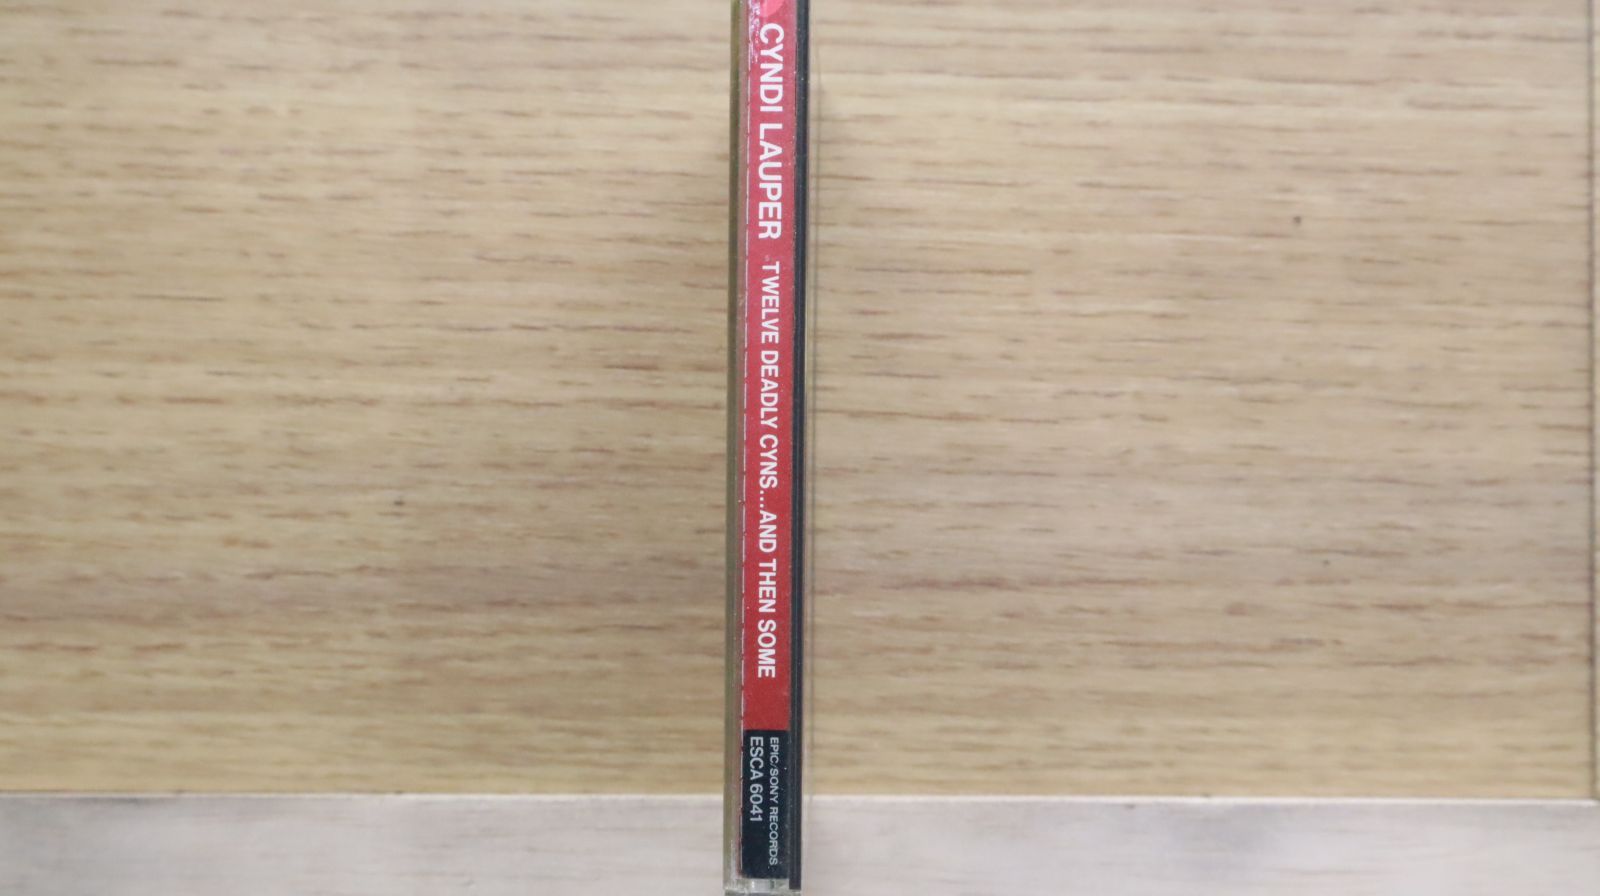 CYNDI LAUPER TWELVE DEADLY CYNS...AND THEN SOME
EPIC/SONY RECORDS
ESCA 6041